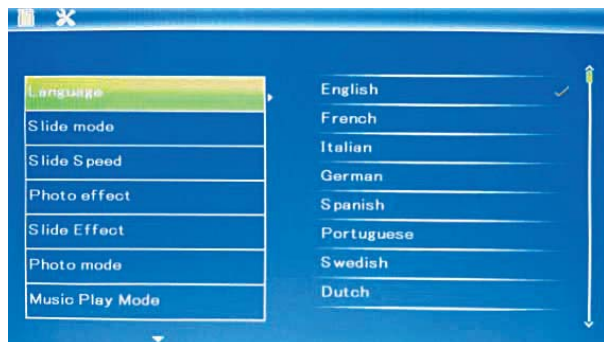 Language
Slide mode
Slide Speed
Photo effect
Slide Effect
Photo mode
Music Play Mode
English
French
Italian
German
Spanish
Portuguese
Swedish
Dutch